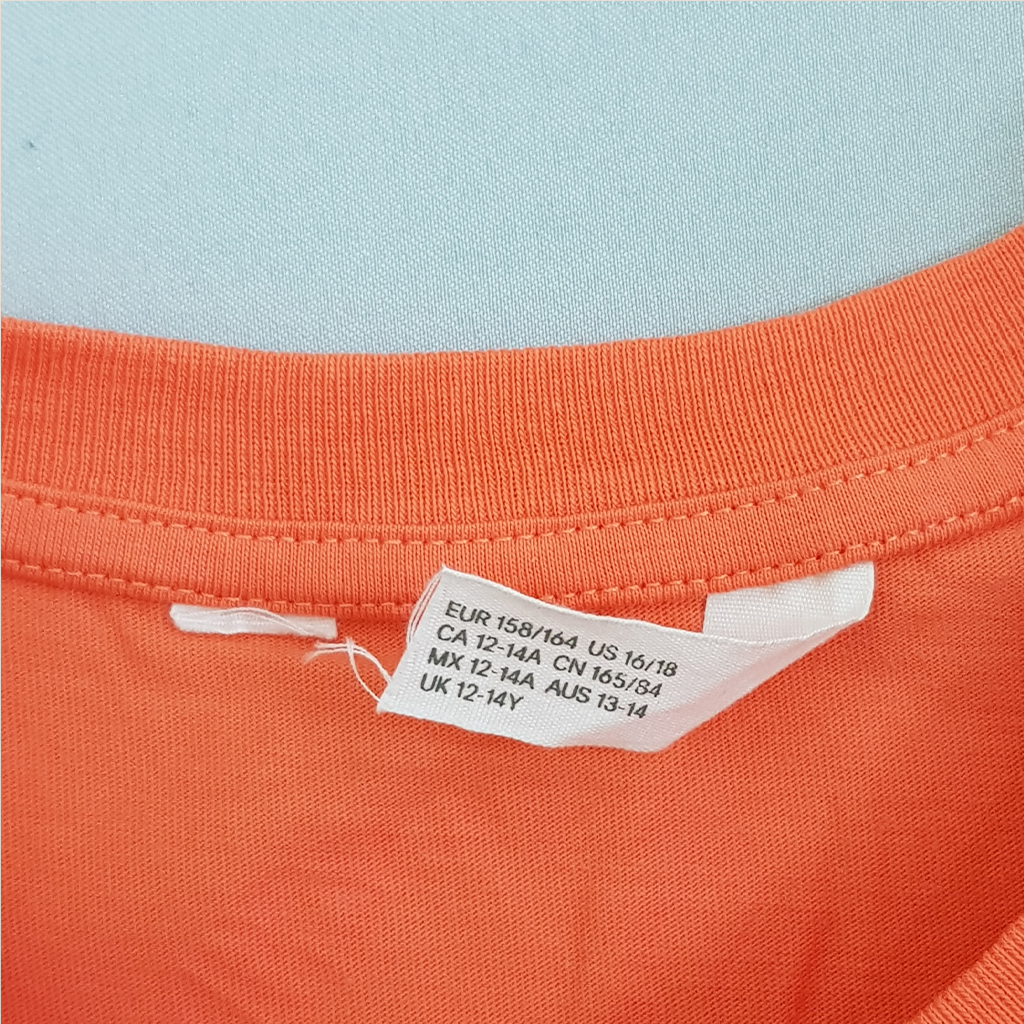 EUR 158/164 US 16/18
CA 12-14A CN 165/84
MX 12-14A AUS 13-14
UK 12-14Y